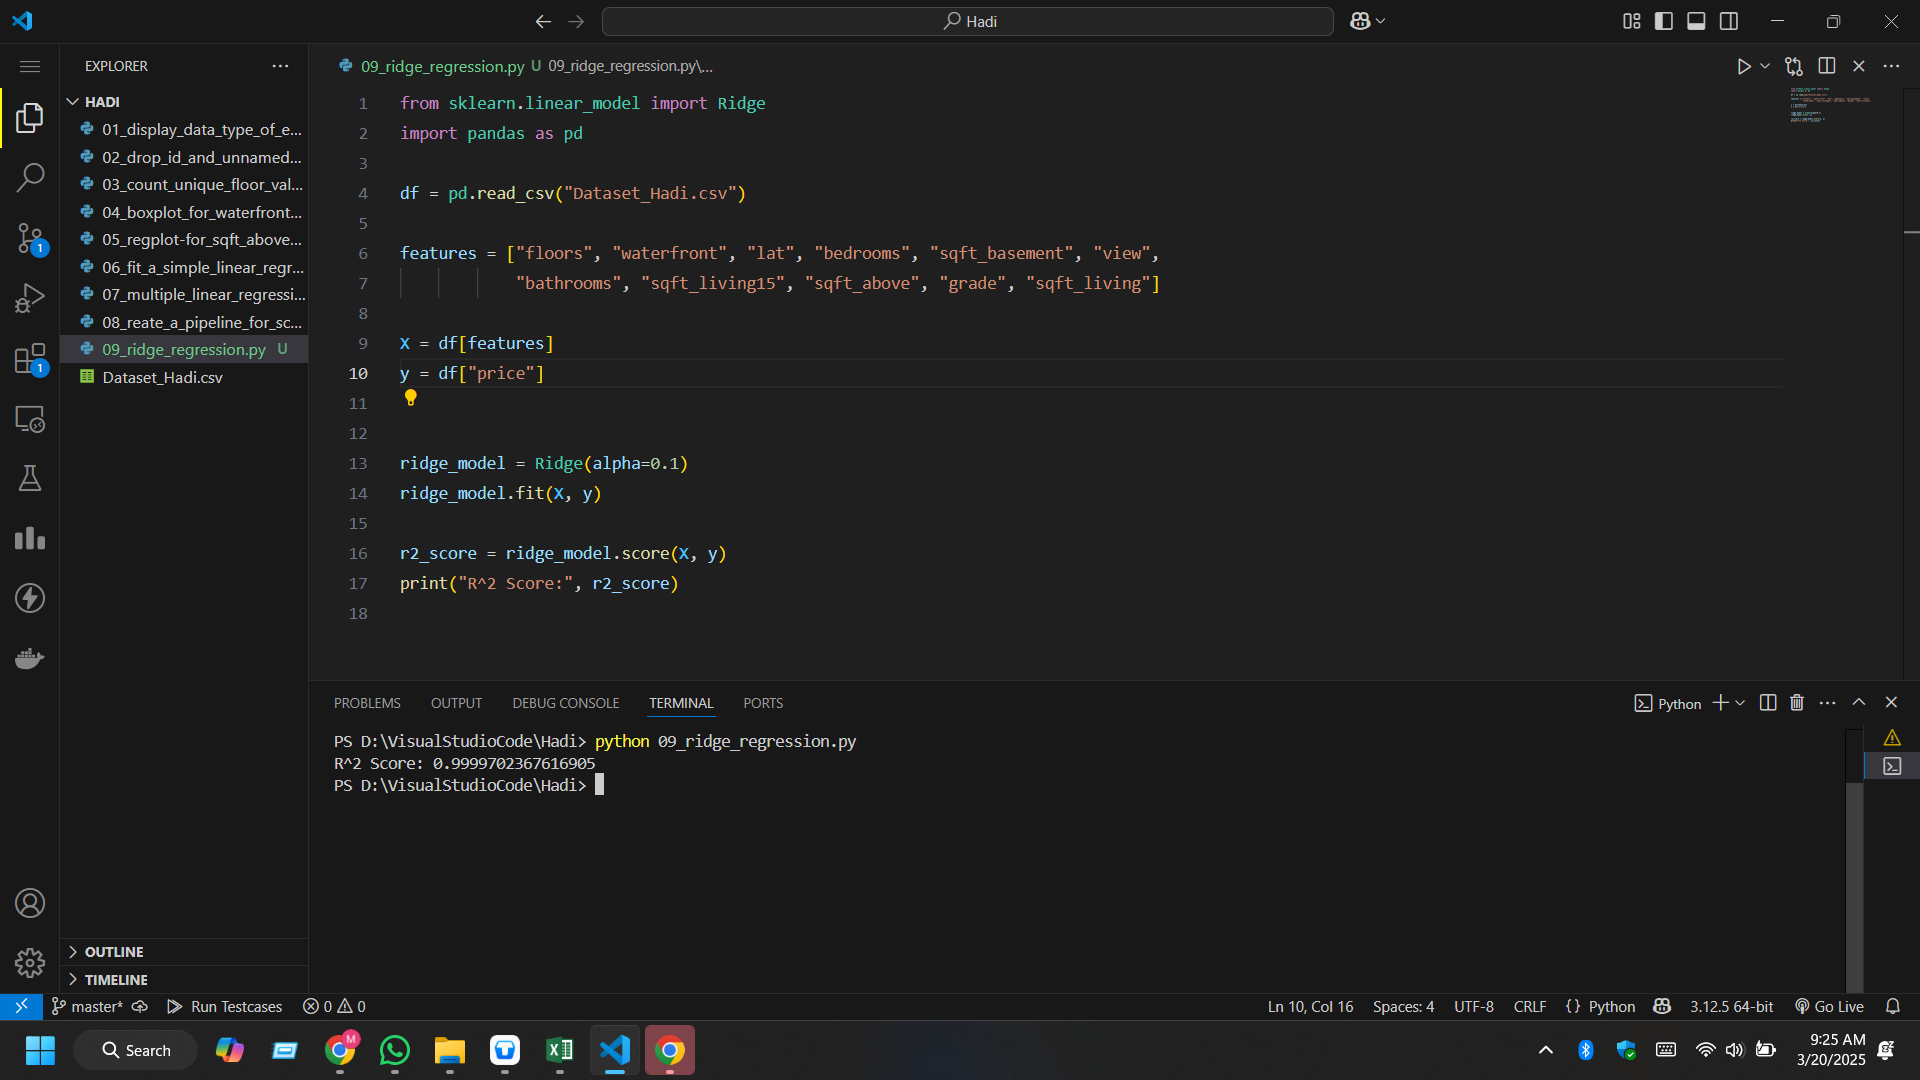 Hadi
EXPLORER
HADI
01_display_data_type_of_e...
02_drop_id_and_unnamed...
03_count_unique_floor_val...
04_boxplot_for_waterfront...
05_regplot-for_sqft_above...
06_fit_a_simple_linear_regr...
07_multiple_linear_regressi...
08_reate_a_pipeline_for_sc...
09_ridge_regression.py U
Dataset_Hadi.csv
OUTLINE
TIMELINE
1
1
09_ridge_regression.py U 09_ridge_regression.py\...
1 from sklearn.linear_model import Ridge
2 import pandas as pd
3
4 df = pd.read_csv("Dataset_Hadi.csv")
5
6 features = ["floors", "waterfront", "lat", "bedrooms", "sqft_basement", "view",
7 "bathrooms", "sqft_living15", "sqft_above", "grade", "sqft_living"]
8
9 X = df[features]
10 y = df["price"]
11
12
13 ridge_model = Ridge(alpha=0.1)
14 ridge_model.fit(X, y)
15
16 r2_score = ridge_model.score(X, y)
17 print("R^2 Score:", r2_score)
18
PROBLEMS OUTPUT DEBUG CONSOLE TERMINAL PORTS
Python
PS D:\VisualStudioCode\Hadi> python 09_ridge_regression.py
R^2 Score: 0.9999702367616905
PS D:\VisualStudioCode\Hadi>
master* Run Testcases 0 0
Ln 10, Col 16 Spaces: 4 UTF-8 CRLF {} Python 3.12.5 64-bit Go Live
Search
M
9:25 AM
3/20/2025